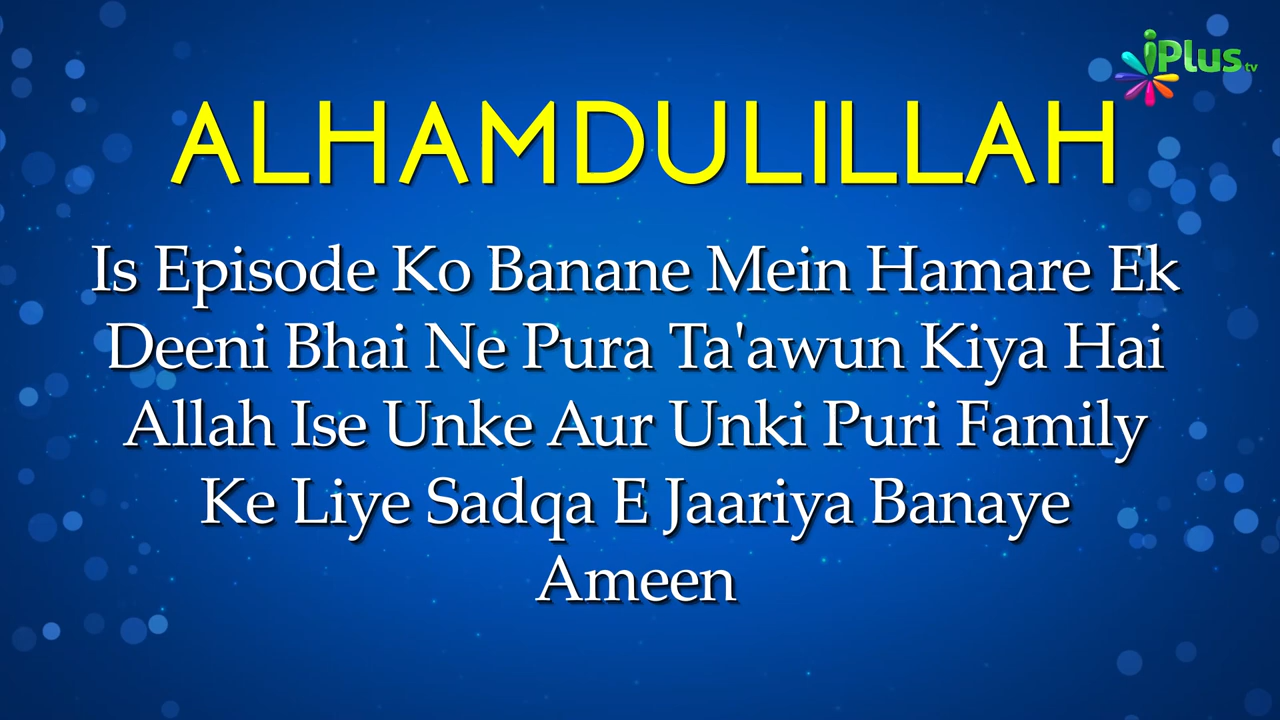 iPlus tv
ALHAMDULILLAH
Is Episode Ko Banane Mein Hamare Ek
Deeni Bhai Ne Pura Ta'awun Kiya Hai
Allah Ise Unke Aur Unki Puri Family
Ke Liye Sadqa E Jaariya Banaye
Ameen